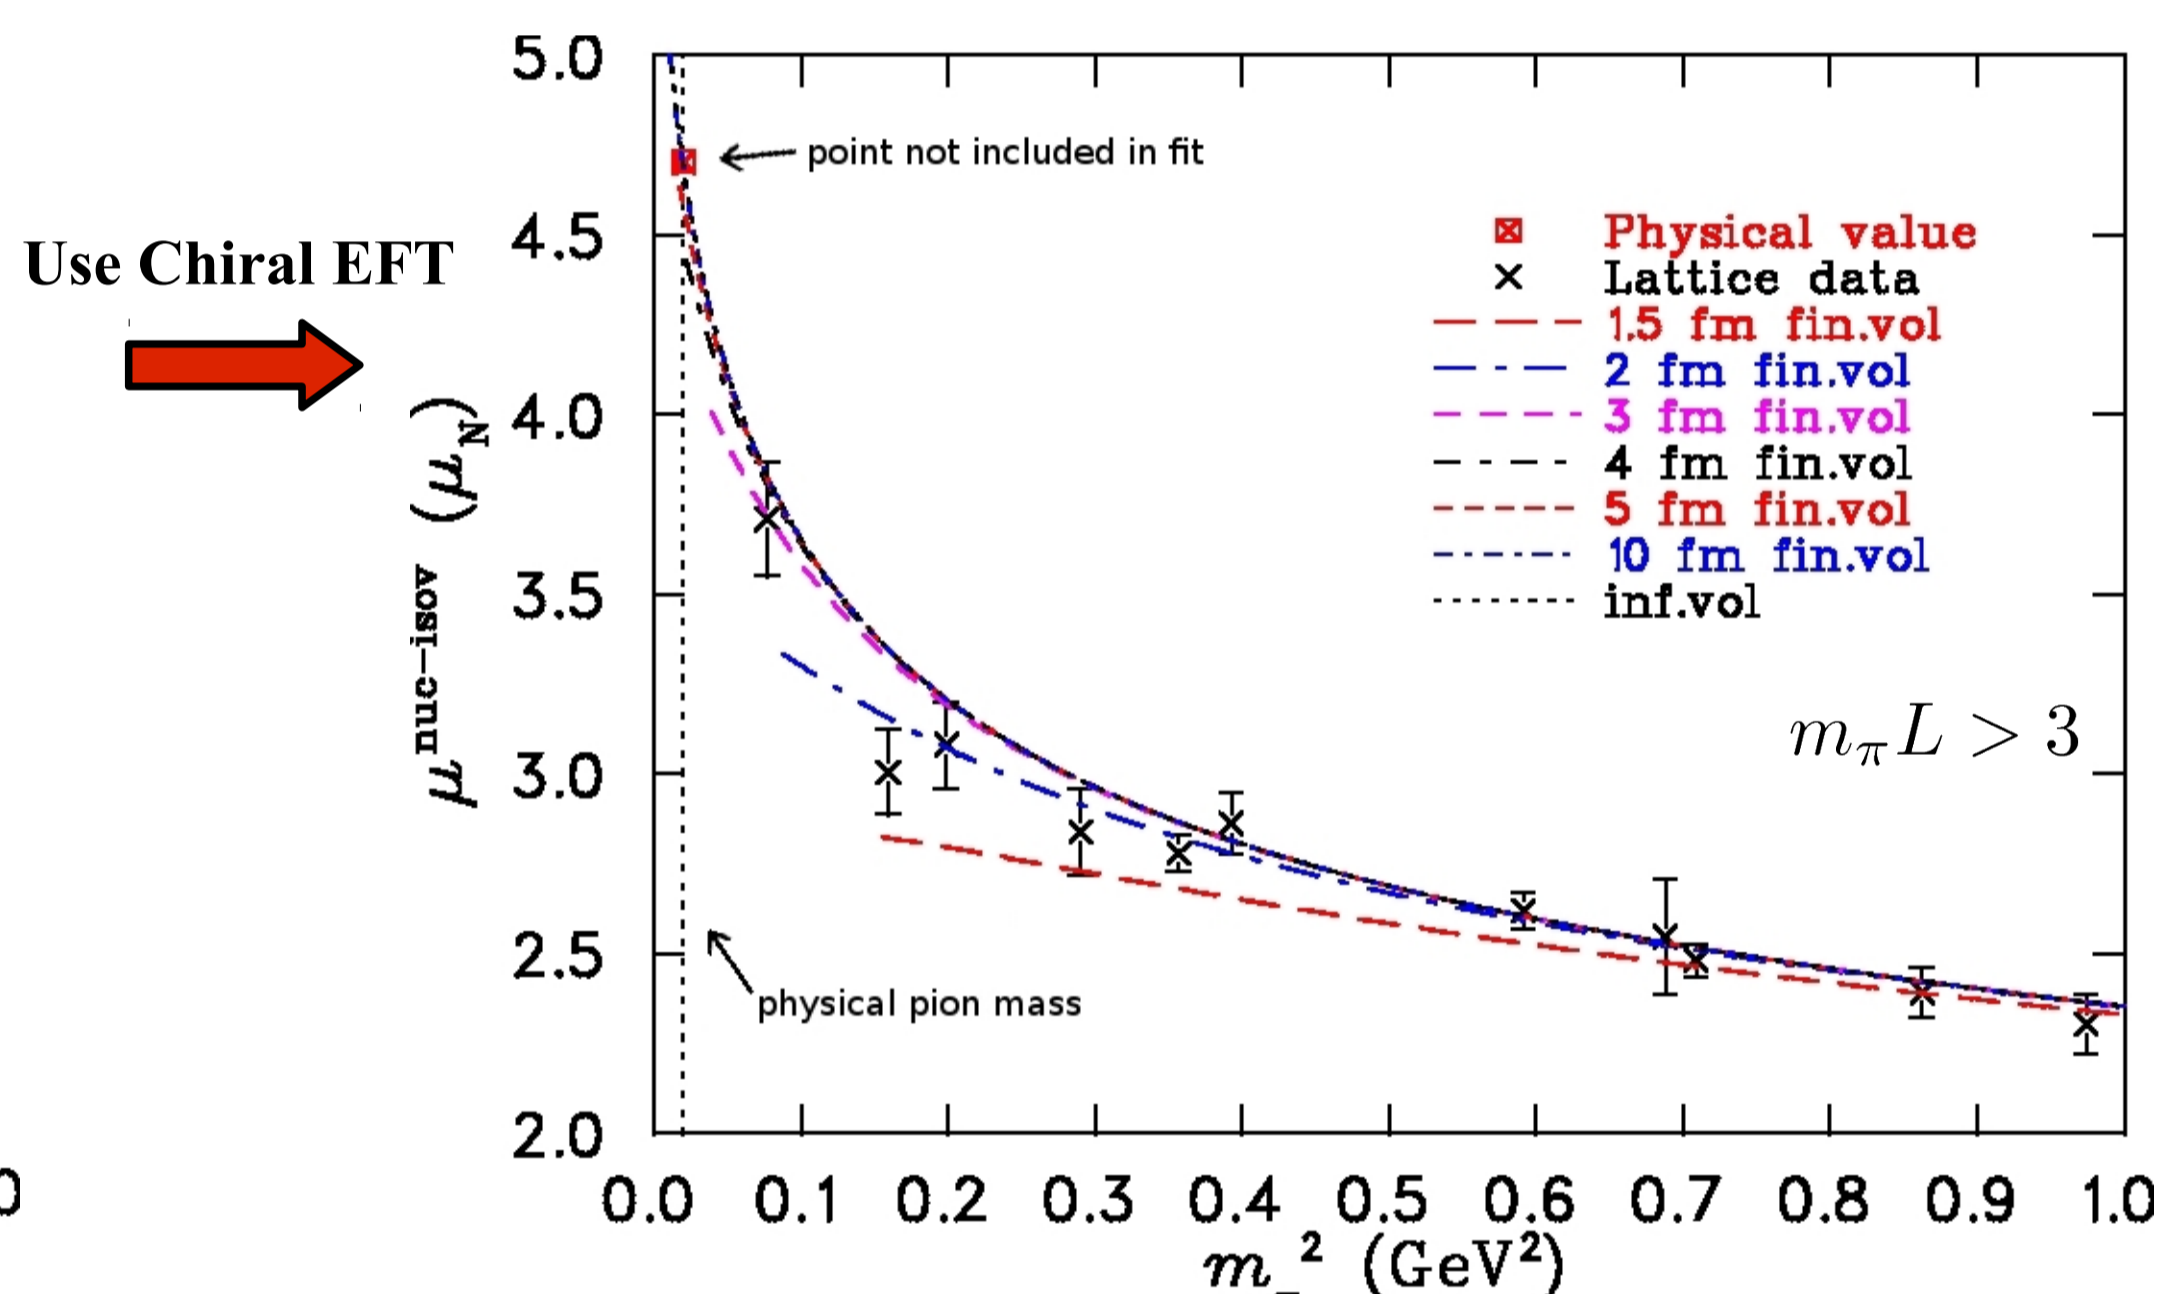 5.0
point not included in fit
4.5
Use Chiral EFT
Physical value
Lattice data
1.5 fm fin.vol
2 fm fin.vol
3 fm fin.vol
4 fm fin.vol
5 fm fin.vol
10 fm fin.vol
inf.vol
4.0
μ^nuc-isov (μ_N)
3.5
m_π L > 3
3.0
2.5
physical pion mass
2.0
0
0.0 0.1 0.2 0.3 0.4 0.5 0.6 0.7 0.8 0.9 1.0
m_² (GeV²)